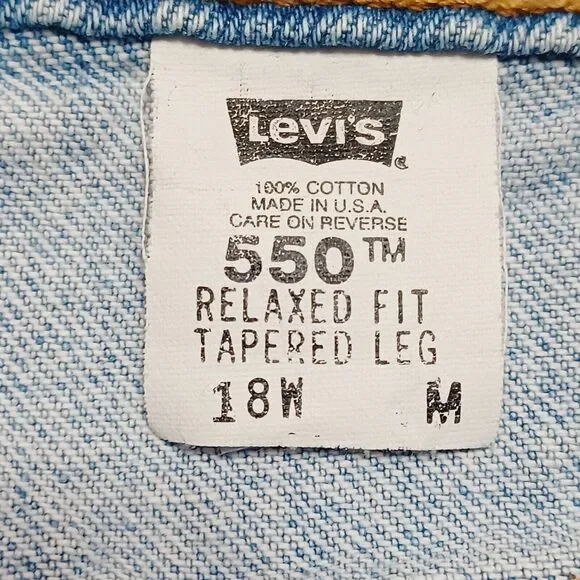 Levi's
100% COTTON
MADE IN U.S.A.
CARE ON REVERSE
550™
RELAXED FIT
TAPERED LEG
18W M